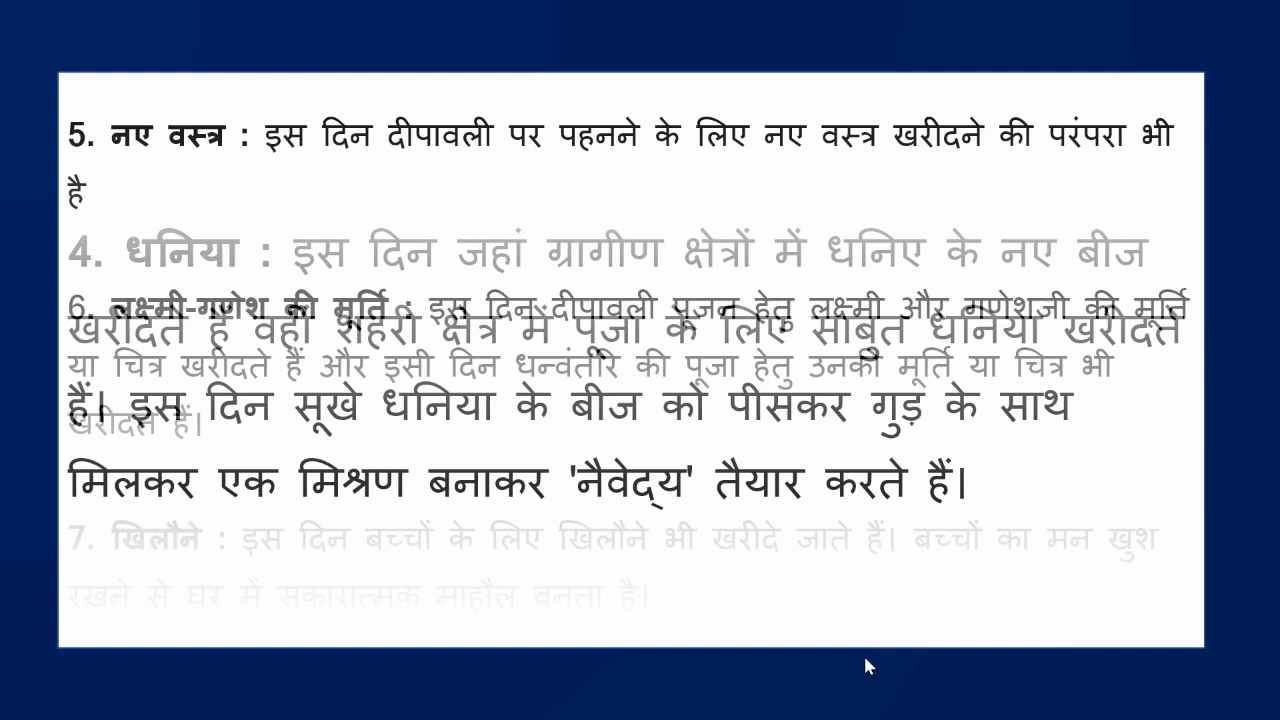 5. नए वस्त्र : इस दिन दीपावली पर पहनने के लिए नए वस्त्र खरीदने की परंपरा भी
है
4. धनिया : इस दिन जहां ग्रागीण क्षेत्रों में धनिए के नए बीज
6. लक्ष्मी-गणेश की मूर्ति : इस दिन दीपावली पूजन हेतु लक्ष्मी और गणेशजी की मूर्ति
खरीदते हैं वहीं शहरी क्षेत्र में पूजा के लिए साबुत धनिया खरीदते
या चित्र खरीदते हैं और इसी दिन धन्वंतरि की पूजा हेतु उनकी मूर्ति या चित्र भी
हैं। इस दिन सूखे धनिया के बीज को पीसकर गुड़ के साथ
खरीदते हैं।
मिलकर एक मिश्रण बनाकर 'नैवेद्य' तैयार करते हैं।
7. खिलौने : इस दिन बच्चों के लिए खिलौने भी खरीदे जाते हैं। बच्चों का मन खुश
रखने से घर में सकारात्मक माहौल बनता है।